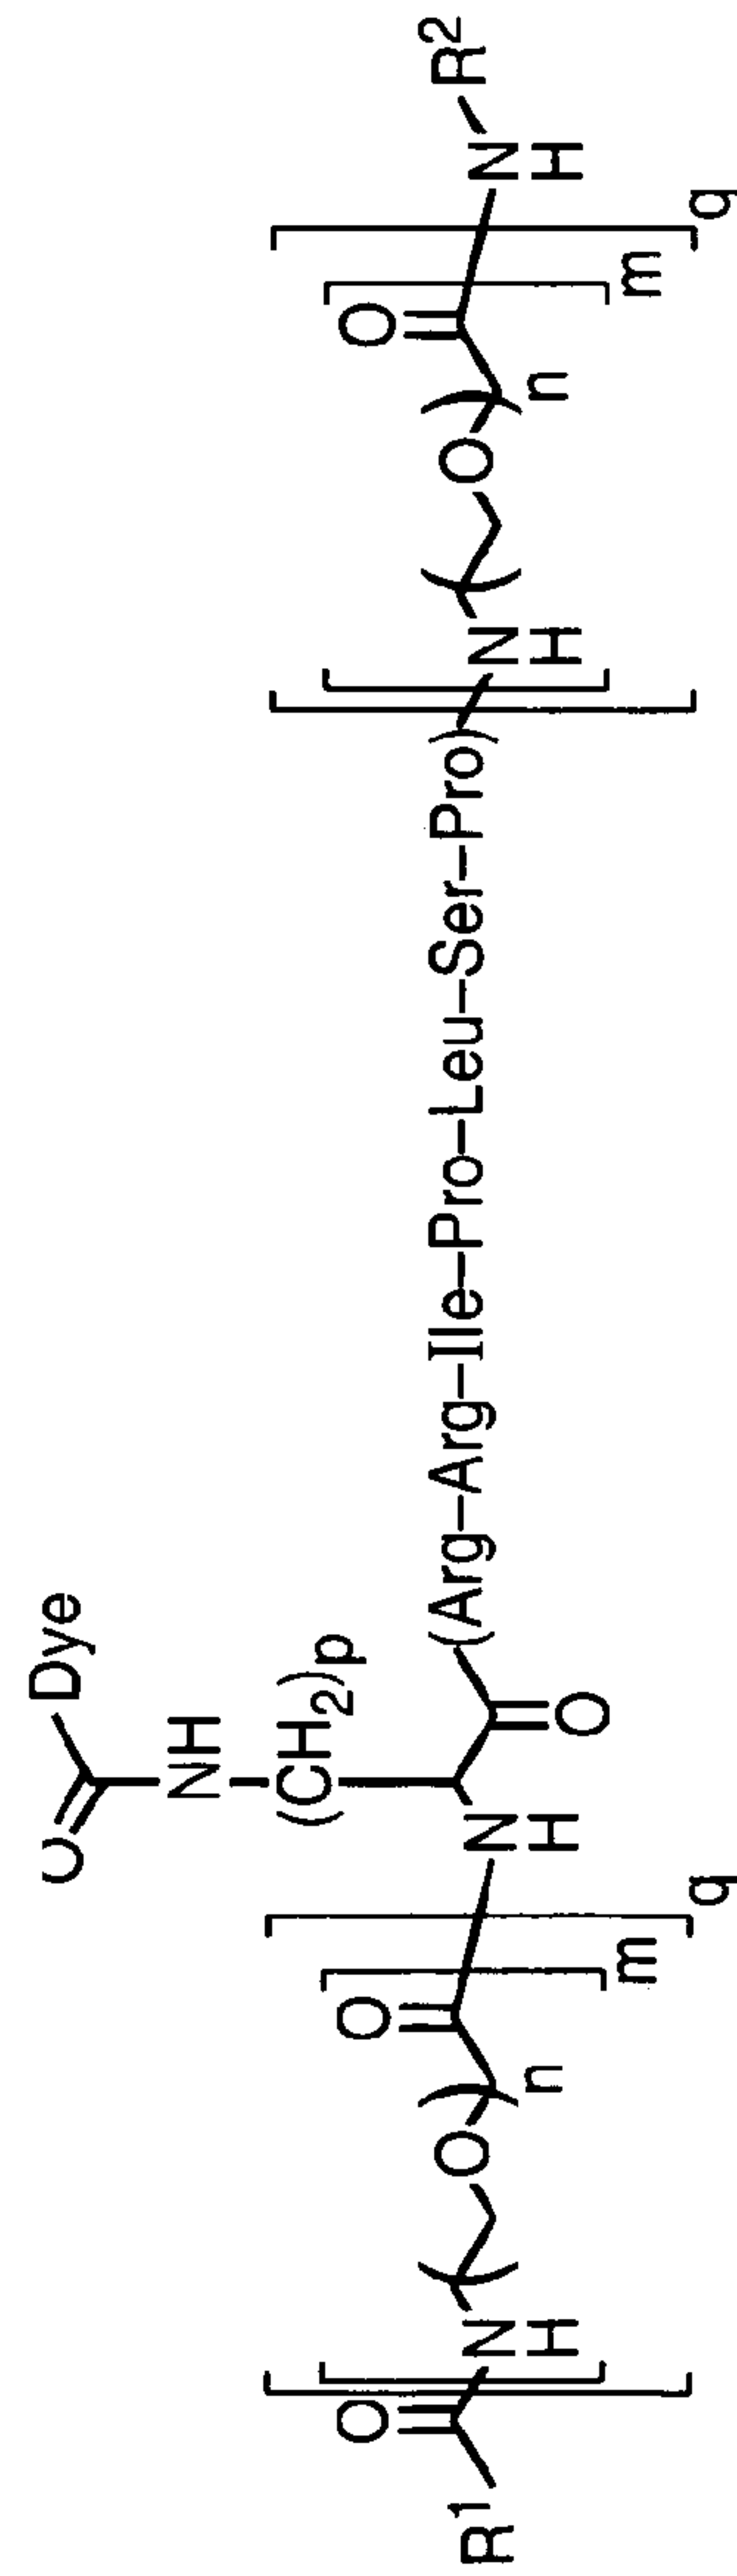 O Dye
NH
(CH2)p
R1 O N H ( O ) n O m q N H O (Arg–Arg–Ile–Pro–Leu–Ser–Pro) N H ( O ) n O m q N H R2